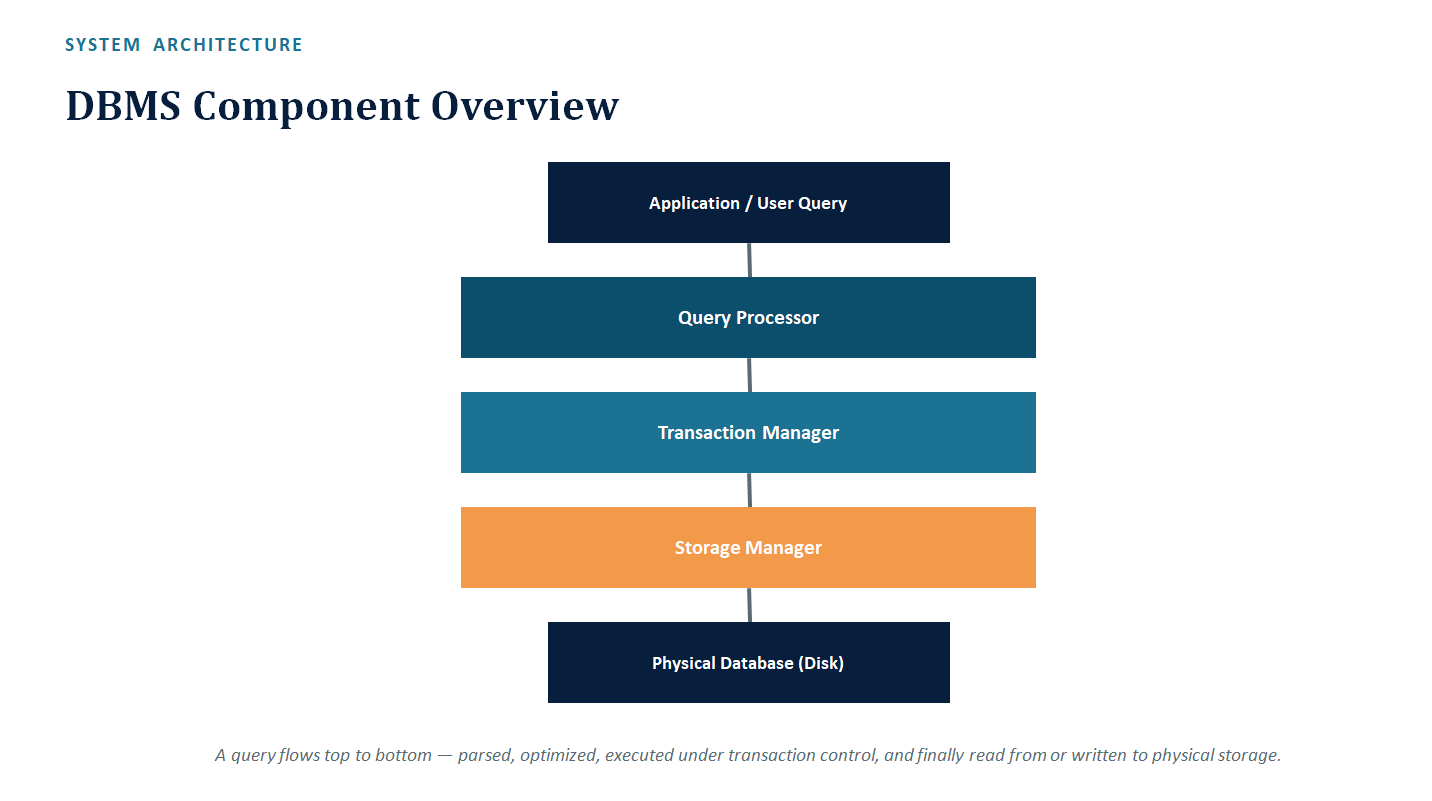 SYSTEM ARCHITECTURE
DBMS Component Overview
Application / User Query
Query Processor
Transaction Manager
Storage Manager
Physical Database (Disk)
A query flows top to bottom — parsed, optimized, executed under transaction control, and finally read from or written to physical storage.